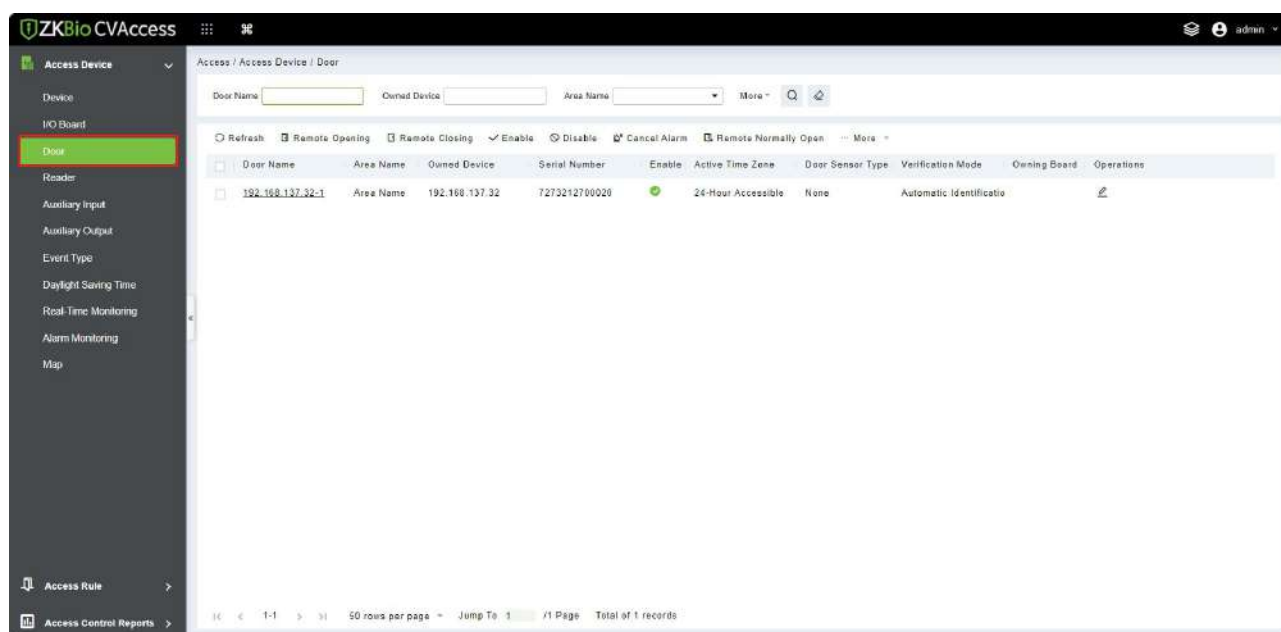 ZKBio CVAccess
admin
Access Device
Access / Access Device / Door
Device
Door Name Owned Device Area Name More
I/O Board
Refresh Remote Opening Remote Closing Enable Disable Cancel Alarm Remote Normally Open ··· More
Door
Door Name Area Name Owned Device Serial Number Enable Active Time Zone Door Sensor Type Verification Mode Owning Board Operations
Reader
192.168.137.32-1 Area Name 192.168.137.32 7273212700020 24-Hour Accessible None Automatic Identificatio
Auxiliary Input
Auxiliary Output
Event Type
Daylight Saving Time
Real-Time Monitoring
Alarm Monitoring
Map
Access Rule
Access Control Reports
1-1 50 rows per page Jump To 1 /1 Page Total of 1 records